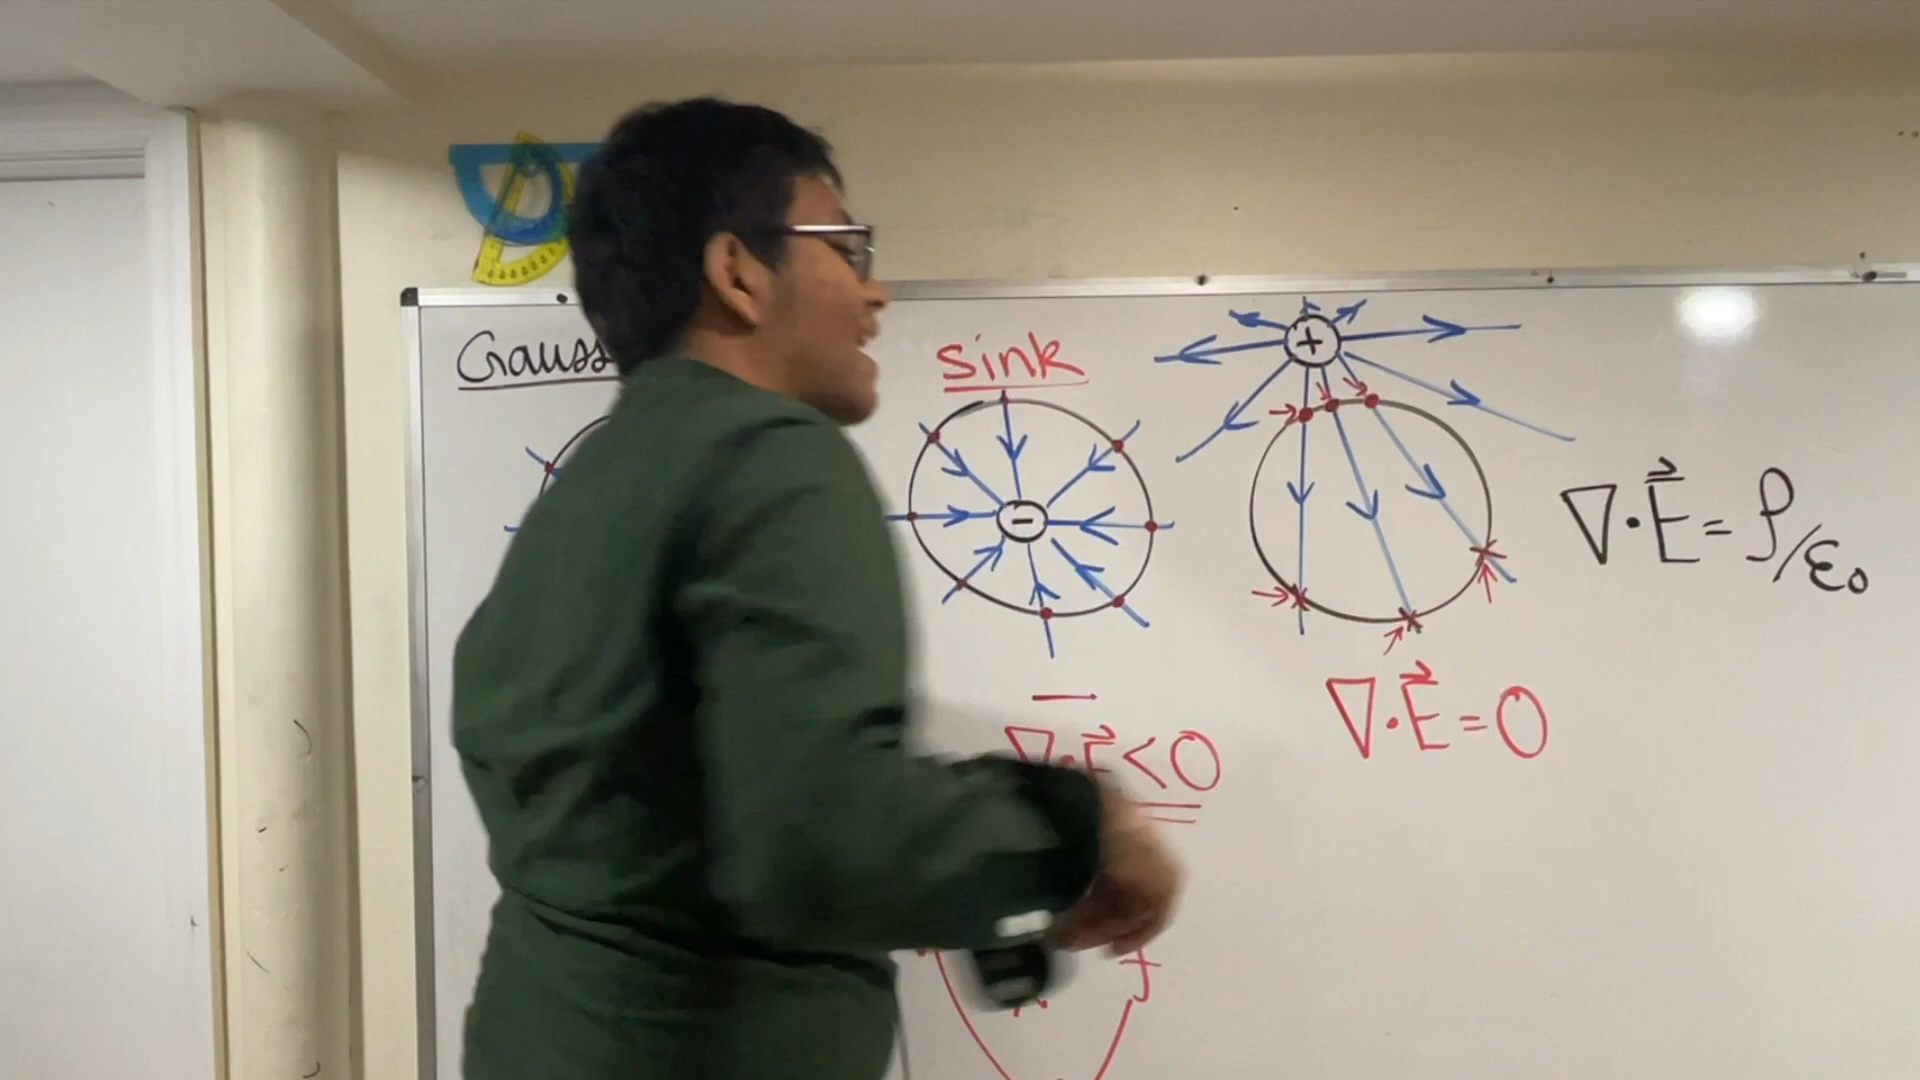 Gauss
sink
+
-
∇·E⃗ = ρ/ε₀
∇·E⃗ = 0
∇·E⃗ < 0